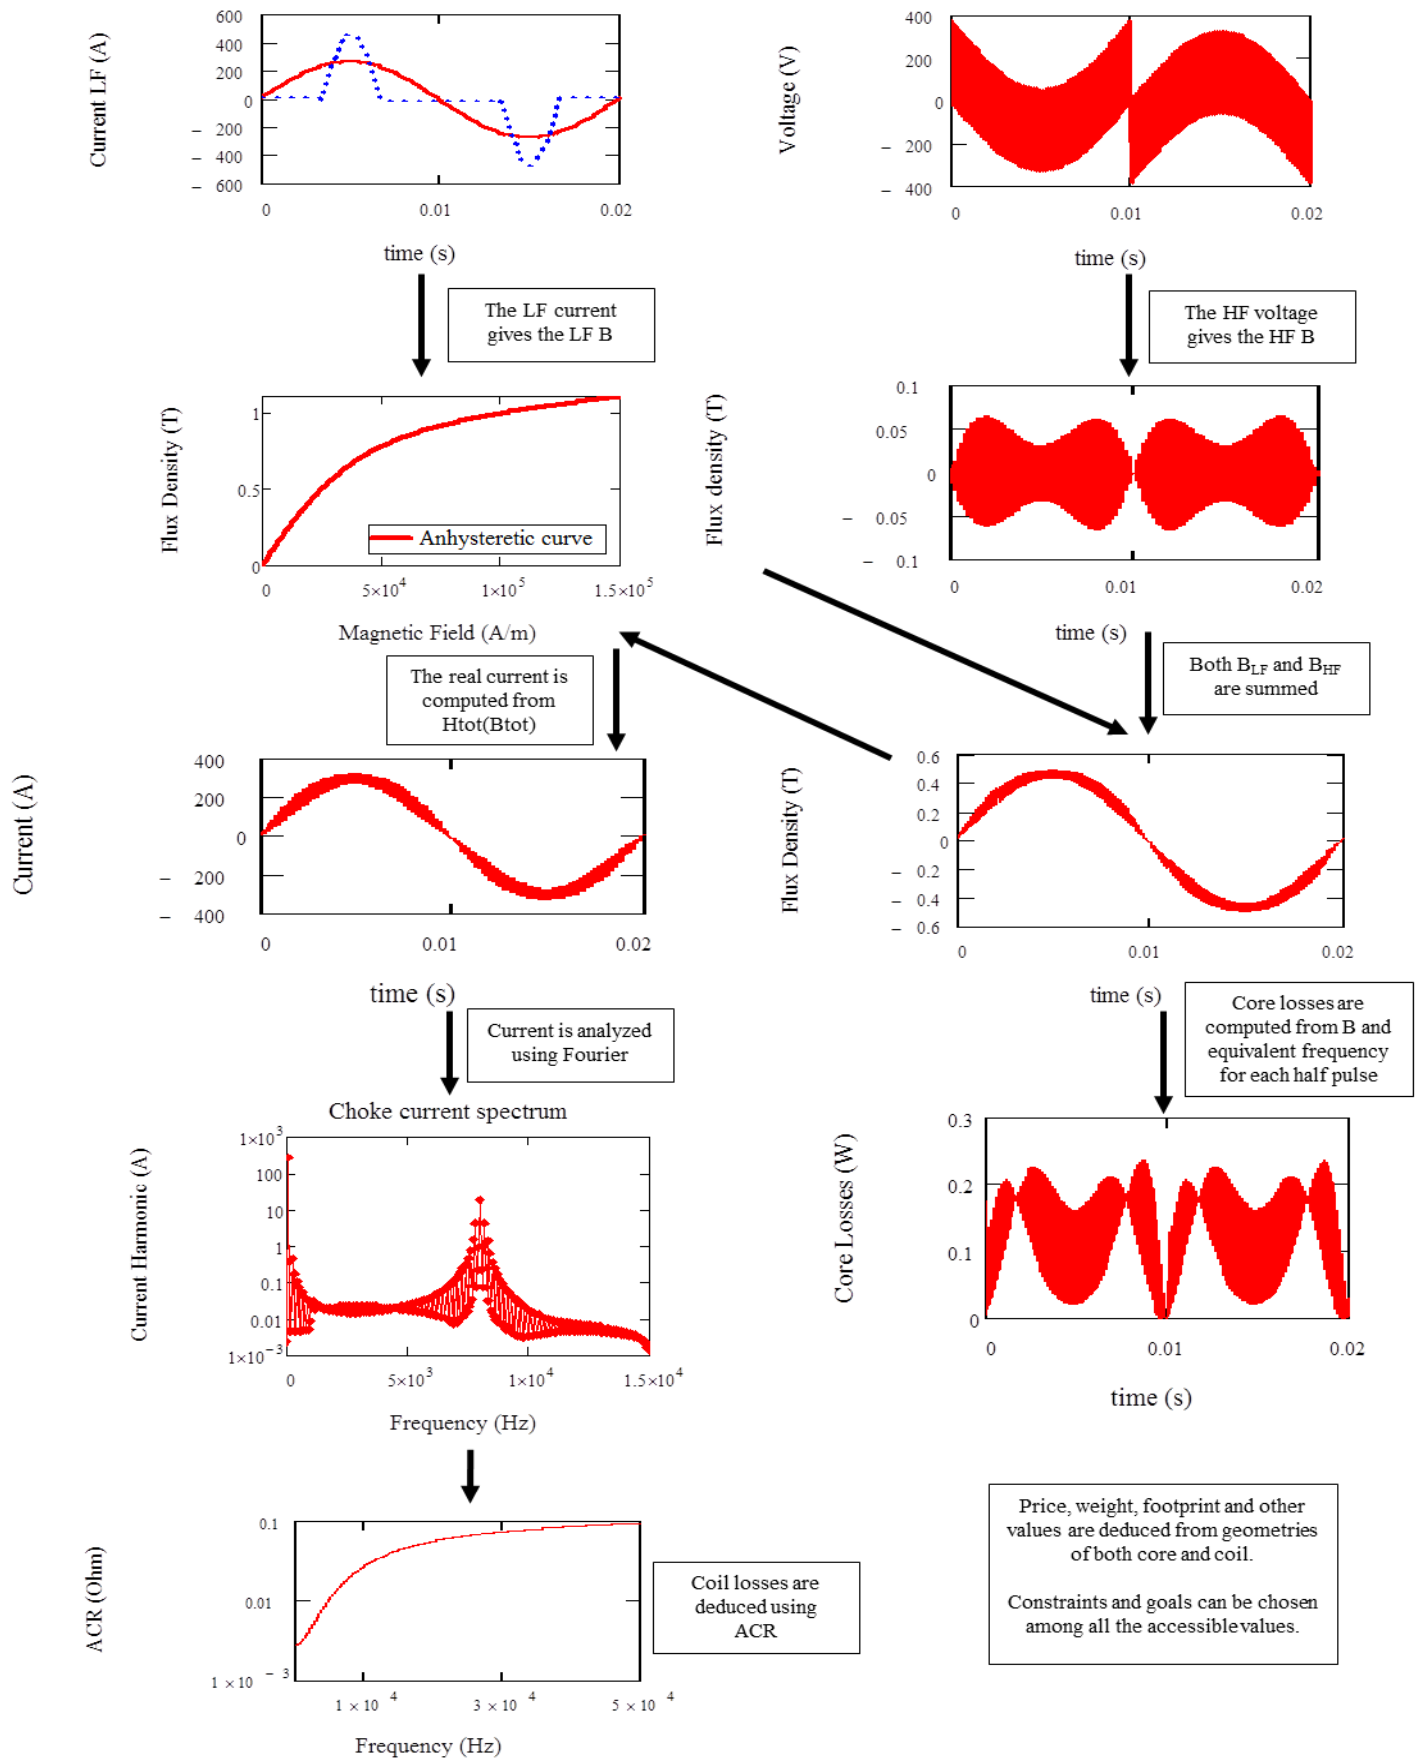 600
400
200
0
– 200
– 400
– 600
Current LF (A)
0
0.01
0.02
time (s)
400
200
0
– 200
– 400
Voltage (V)
0
0.01
0.02
time (s)
The LF current
gives the LF B
The HF voltage
gives the HF B
1
0.5
0
Flux Density (T)
Anhysteretic curve
0
5×10⁴
1×10⁵
1.5×10⁵
Magnetic Field (A/m)
0.1
0.05
0
– 0.05
– 0.1
Flux density (T)
0
0.01
0.02
time (s)
The real current is
computed from
Htot(Btot)
Both BLF and BHF
are summed
400
200
0
– 200
– 400
Current (A)
0
0.01
0.02
time (s)
0.6
0.4
0.2
0
– 0.2
– 0.4
– 0.6
Flux Density (T)
0
0.01
0.02
time (s)
Current is analyzed
using Fourier
Core losses are
computed from B and
equivalent frequency
for each half pulse
Choke current spectrum
1×10³
100
10
1
0.1
0.01
1×10⁻³
Current Harmonic (A)
0
5×10³
1×10⁴
1.5×10⁴
Frequency (Hz)
0.3
0.2
0.1
0
Core Losses (W)
0
0.01
0.02
time (s)
0.1
0.01
1 × 10 – 3
ACR (Ohm)
1 × 10 4
3 × 10 4
5 × 10 4
Frequency (Hz)
Coil losses are
deduced using
ACR
Price, weight, footprint and other
values are deduced from geometries
of both core and coil.
Constraints and goals can be chosen
among all the accessible values.